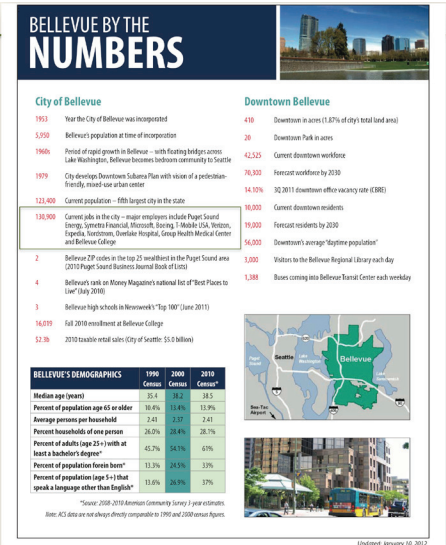 BELLEVUE BY THE
NUMBERS
City of Bellevue
1953 Year the City of Bellevue was incorporated
5,950 Bellevue's population at time of incorporation
1960s Period of rapid growth in Bellevue – with floating bridges across
Lake Washington, Bellevue becomes bedroom community to Seattle
1979 City develops Downtown Subarea Plan with vision of a pedestrian-
friendly, mixed-use urban center
123,400 Current population – fifth largest city in the state
130,900 Current jobs in the city – major employers include Puget Sound
Energy, Symetra Financial, Microsoft, Boeing, T-Mobile USA, Verizon,
Expedia, Nordstrom, Overlake Hospital, Group Health Medical Center
and Bellevue College
2 Bellevue ZIP codes in the top 25 wealthiest in the Puget Sound area
(2010 Puget Sound Business Journal Book of Lists)
4 Bellevue's rank on Money Magazine's national list of "Best Places to
Live" (July 2010)
3 Bellevue high schools in Newsweek's "Top 100" (June 2011)
16,019 Fall 2010 enrollment at Bellevue College
$2.3b 2010 taxable retail sales (City of Seattle: $5.0 billion)
Downtown Bellevue
410 Downtown in acres (1.87% of city's total land area)
20 Downtown Park in acres
42,525 Current downtown workforce
70,300 Forecast workforce by 2030
14.10% 3Q 2011 downtown office vacancy rate (CBRE)
10,000 Current downtown residents
19,000 Forecast residents by 2030
56,000 Downtown's average "daytime population"
3,000 Visitors to the Bellevue Regional Library each day
1,388 Buses coming into Bellevue Transit Center each weekday
BELLEVUE'S DEMOGRAPHICS 1990 Census 2000 Census 2010 Census*
Median age (years) 35.4 38.2 38.5
Percent of population age 65 or older 10.4% 13.4% 13.9%
Average persons per household 2.41 2.37 2.41
Percent households of one person 26.0% 28.4% 28.1%
Percent of adults (age 25+) with at
least a bachelor's degree* 45.7% 54.1% 61%
Percent of population forein born* 13.3% 24.5% 33%
Percent of population (age 5+) that
speak a language other than English* 13.6% 26.9% 37%
*Source: 2008-2010 American Community Survey 3-year estimates.
Note: ACS data are not always directly comparable to 1990 and 2000 census figures.
Puget
Sound
Seattle
Lake
Washington
Bellevue
Lake
Sammamish
Sea-Tac
Airport
Updated: January 10, 2012